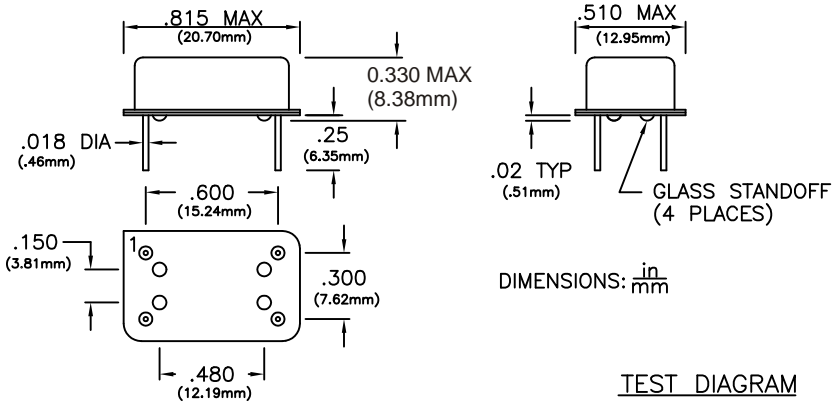 .815 MAX
(20.70mm)
.510 MAX
(12.95mm)
0.330 MAX
(8.38mm)
.018 DIA
(.46mm)
.25
(6.35mm)
.02 TYP
(.51mm)
GLASS STANDOFF
(4 PLACES)
.600
(15.24mm)
.150
(3.81mm)
1
.300
(7.62mm)
DIMENSIONS: in
mm
.480
(12.19mm)
TEST DIAGRAM